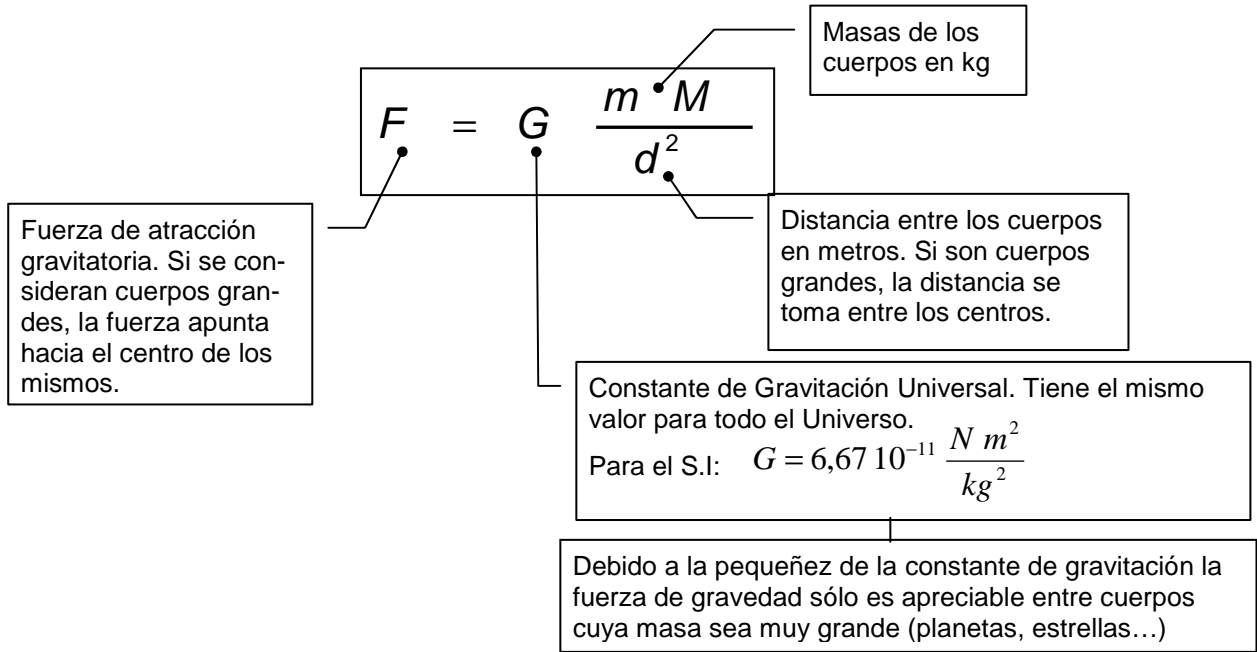 Masas de los
cuerpos en kg
F = G m M
d²
Fuerza de atracción
gravitatoria. Si se con-
sideran cuerpos gran-
des, la fuerza apunta
hacia el centro de los
mismos.
Distancia entre los cuerpos
en metros. Si son cuerpos
grandes, la distancia se
toma entre los centros.
Constante de Gravitación Universal. Tiene el mismo
valor para todo el Universo.
Para el S.I: G = 6,67 10⁻¹¹ N m²
kg²
Debido a la pequeñez de la constante de gravitación la
fuerza de gravedad sólo es apreciable entre cuerpos
cuya masa sea muy grande (planetas, estrellas…)